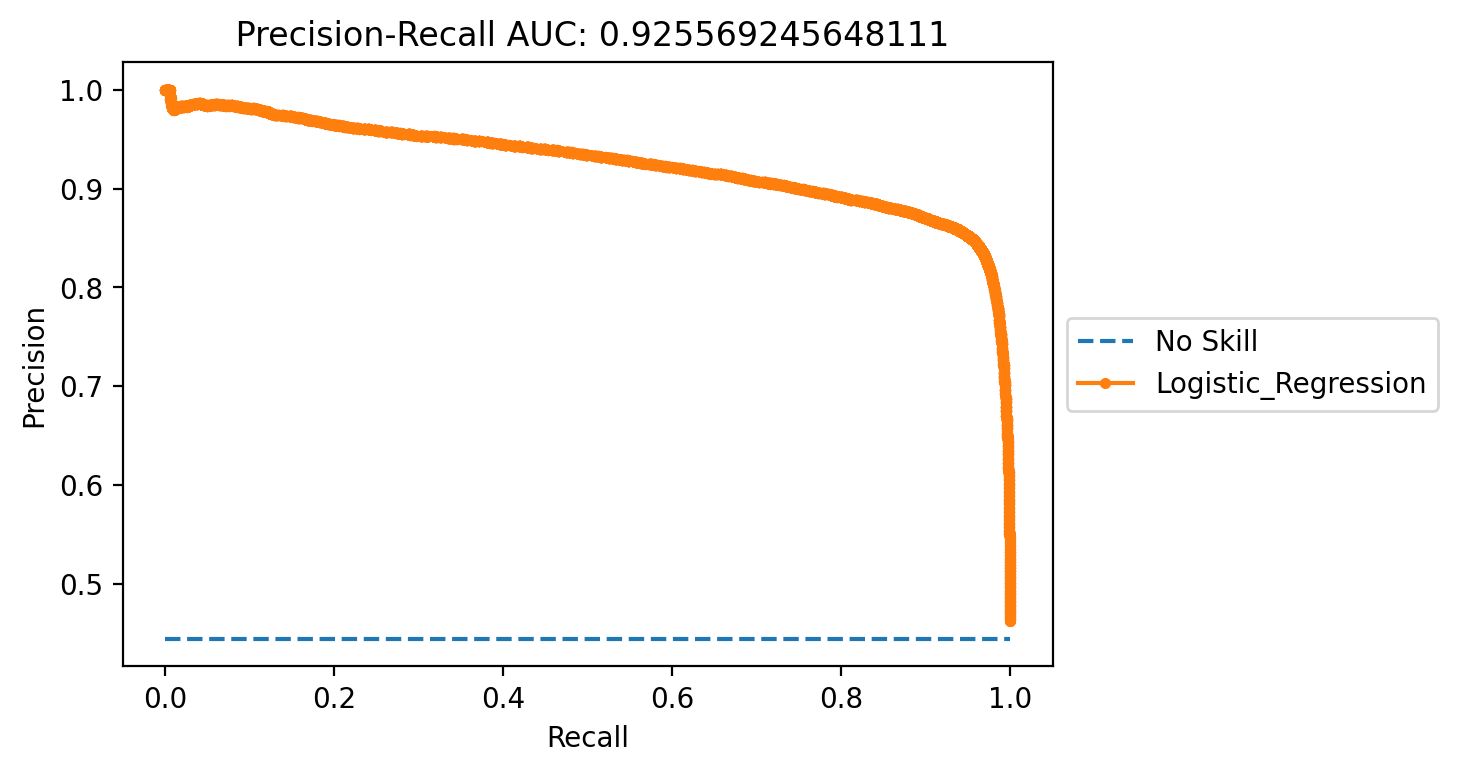 Precision-Recall AUC: 0.925569245648111
1.0
0.9
0.8
0.7
0.6
0.5
Precision
0.0 0.2 0.4 0.6 0.8 1.0
Recall
No Skill
Logistic_Regression